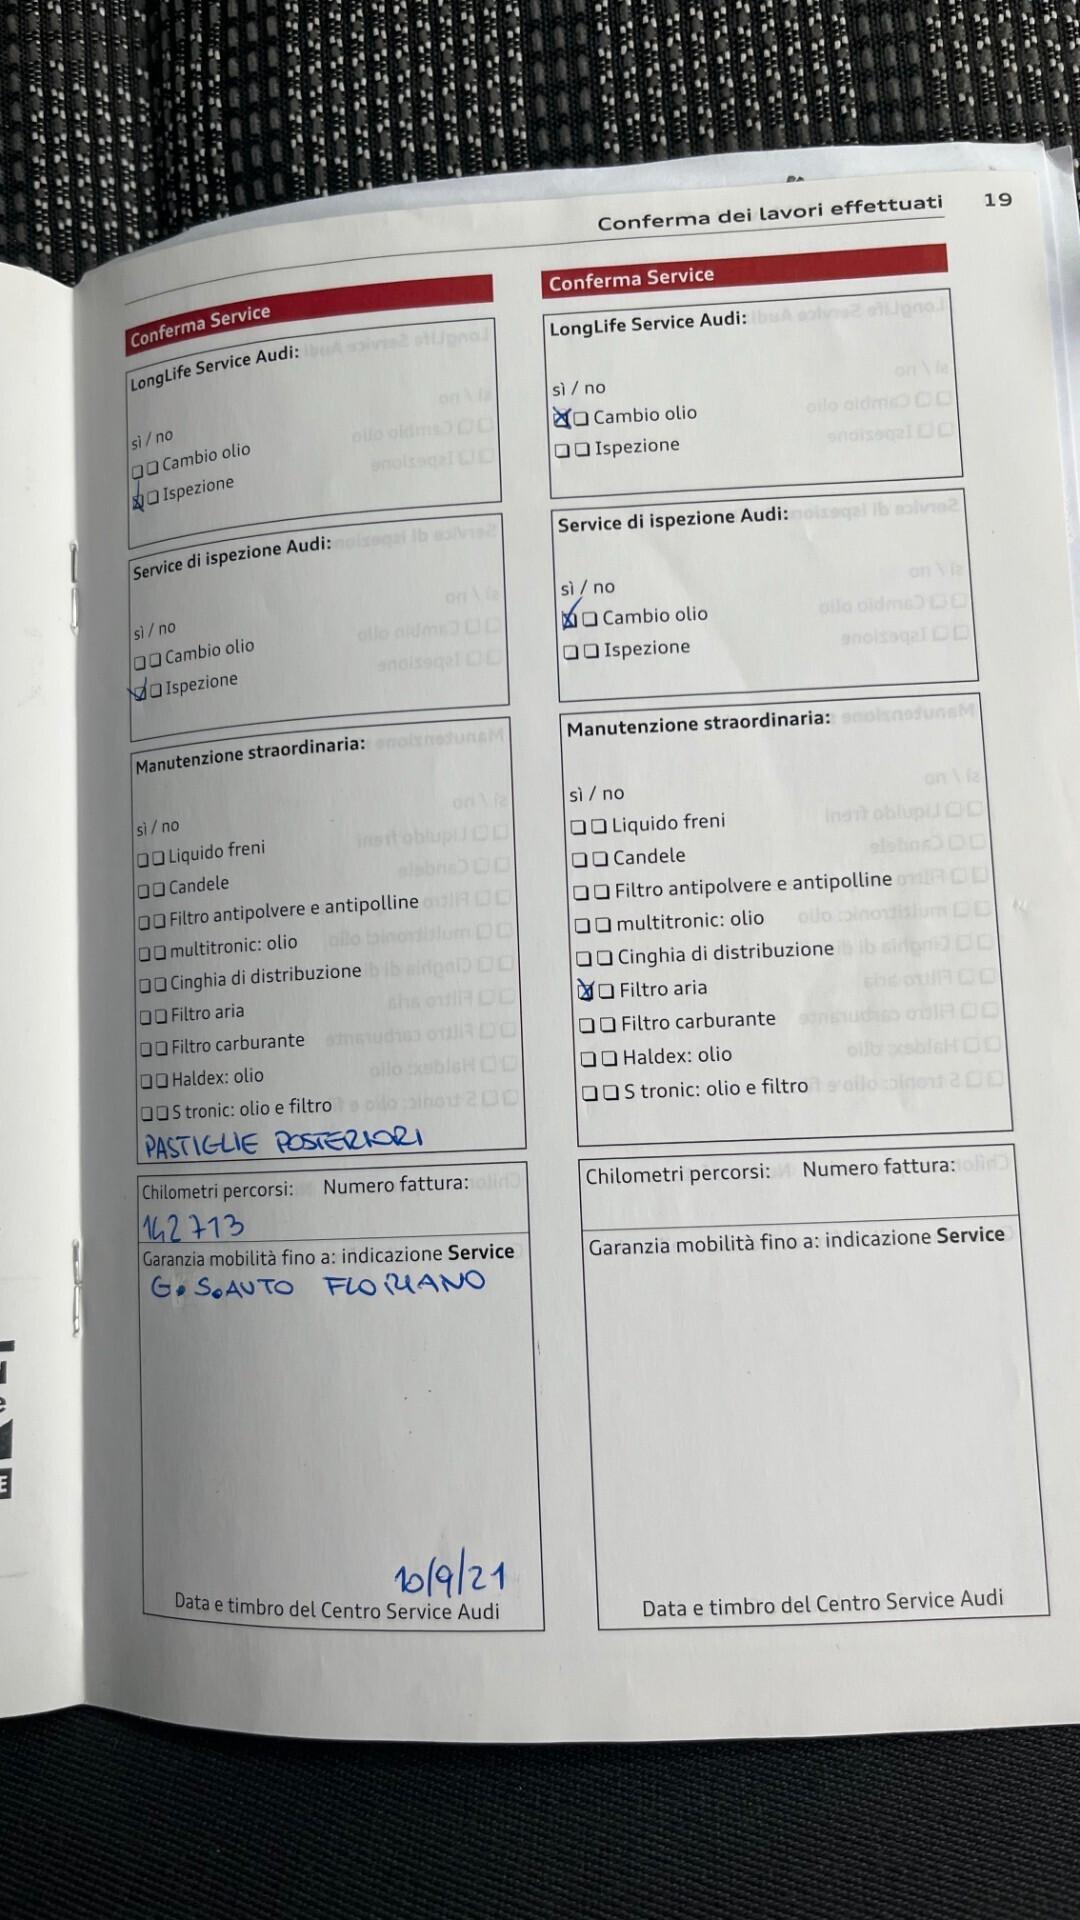 Conferma dei lavori effettuati 19
Conferma Service
LongLife Service Audi:
sì / no
Cambio olio
Ispezione
Service di ispezione Audi:
sì / no
Cambio olio
Ispezione
Manutenzione straordinaria:
sì / no
Liquido freni
Candele
Filtro antipolvere e antipolline
multitronic: olio
Cinghia di distribuzione
Filtro aria
Filtro carburante
Haldex: olio
S tronic: olio e filtro
PASTIGLIE POSTERIORI
Chilometri percorsi: Numero fattura:
142713
Garanzia mobilità fino a: indicazione Service
G.S.AUTO FLORIANO
10/9/21
Data e timbro del Centro Service Audi
Conferma Service
LongLife Service Audi:
sì / no
Cambio olio
Ispezione
Service di ispezione Audi:
sì / no
Cambio olio
Ispezione
Manutenzione straordinaria:
sì / no
Liquido freni
Candele
Filtro antipolvere e antipolline
multitronic: olio
Cinghia di distribuzione
Filtro aria
Filtro carburante
Haldex: olio
S tronic: olio e filtro
Chilometri percorsi: Numero fattura:
Garanzia mobilità fino a: indicazione Service
Data e timbro del Centro Service Audi